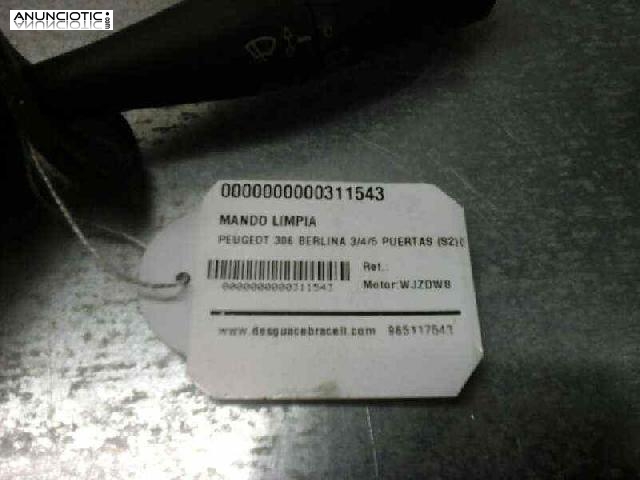 ANUNCIOTIC
0000000000311543
MANDO LIMPIA
PEUGEOT 306 BERLINA 3/4/5 PUERTAS (S2)(
Ref.:
0000000000311543
Motor:WJZDW8
www.desguacebracell.com 985117543